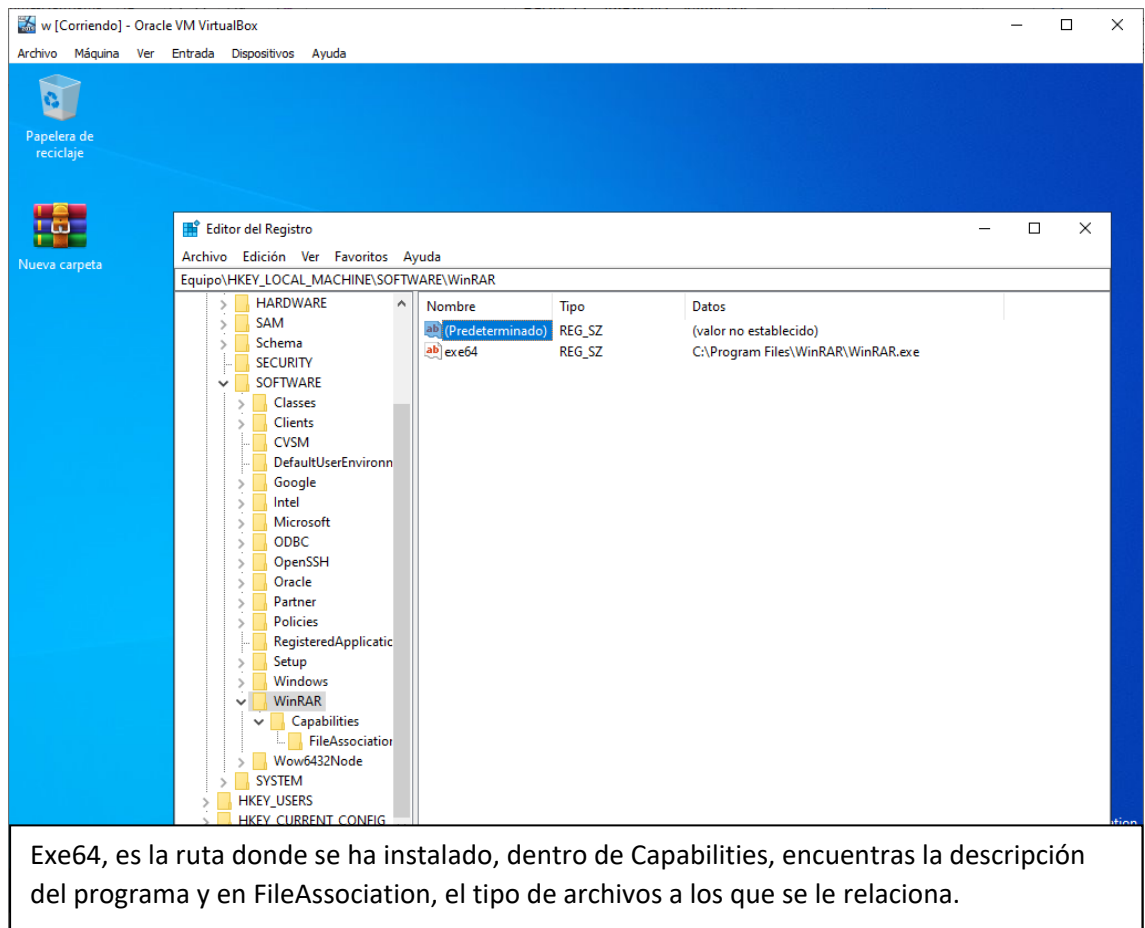 w [Corriendo] - Oracle VM VirtualBox
Archivo Máquina Ver Entrada Dispositivos Ayuda
Papelera de
reciclaje
Nueva carpeta
Editor del Registro
Archivo Edición Ver Favoritos Ayuda
Equipo\HKEY_LOCAL_MACHINE\SOFTWARE\WinRAR
HARDWARE
SAM
Schema
SECURITY
SOFTWARE
Classes
Clients
CVSM
DefaultUserEnvironn
Google
Intel
Microsoft
ODBC
OpenSSH
Oracle
Partner
Policies
RegisteredApplicatic
Setup
Windows
WinRAR
Capabilities
FileAssociation
Wow6432Node
SYSTEM
HKEY_USERS
HKEY_CURRENT_CONFIG
Nombre Tipo Datos
(Predeterminado) REG_SZ (valor no establecido)
exe64 REG_SZ C:\Program Files\WinRAR\WinRAR.exe
Exe64, es la ruta donde se ha instalado, dentro de Capabilities, encuentras la descripción
del programa y en FileAssociation, el tipo de archivos a los que se le relaciona.